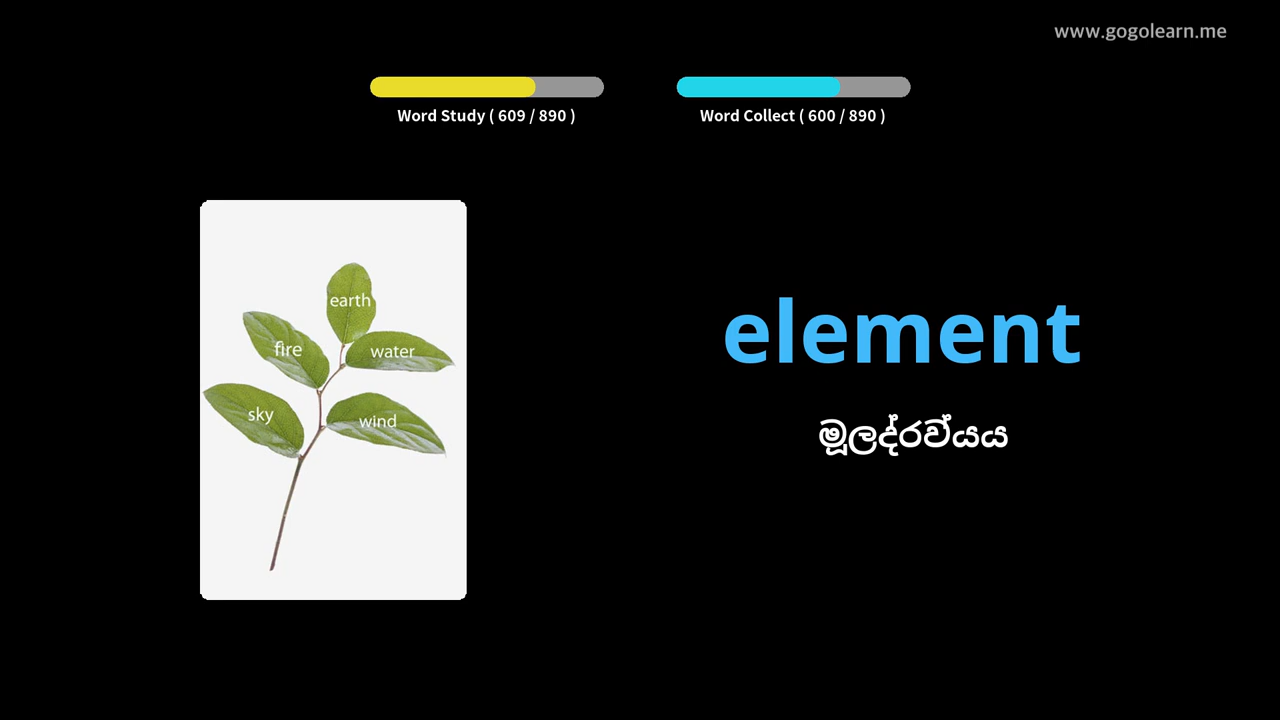 www.gogolearn.me
Word Study ( 609 / 890 )
Word Collect ( 600 / 890 )
earth
fire
water
sky
wind
element
මූලද්රව්යය